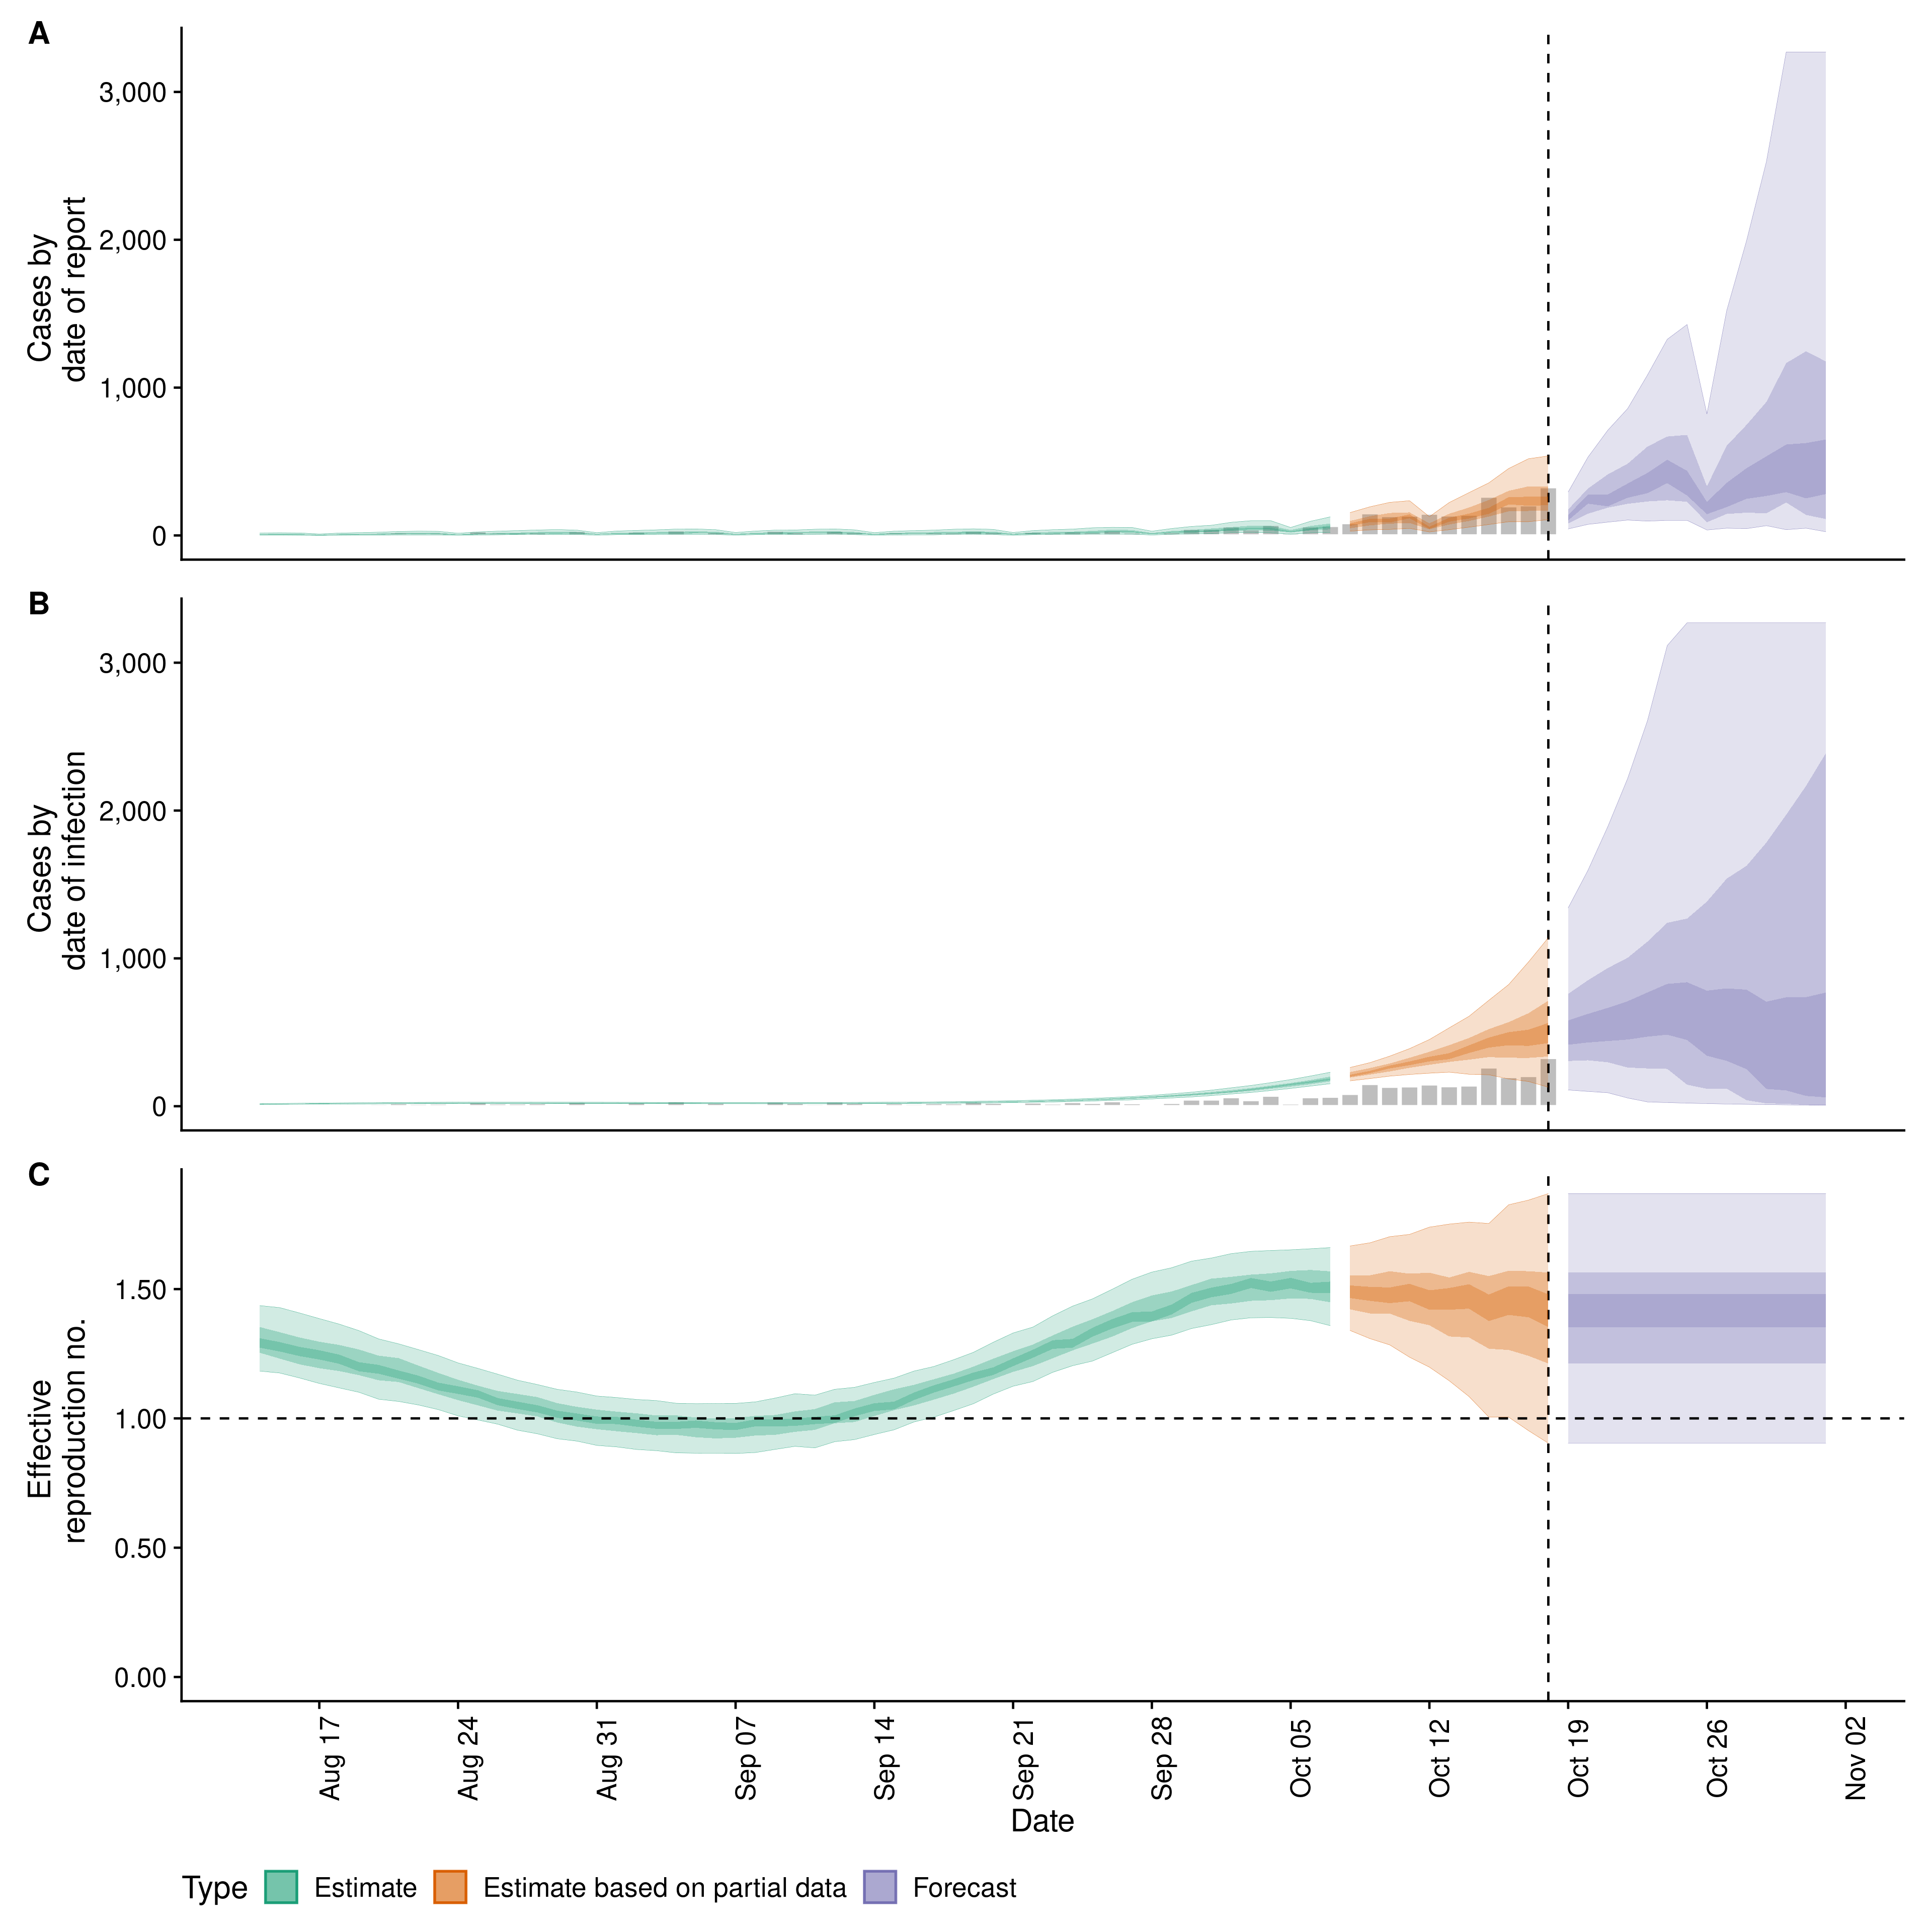 A
Cases by
date of report
3,000
2,000
1,000
0
B
Cases by
date of infection
3,000
2,000
1,000
0
C
Effective
reproduction no.
1.50
1.00
0.50
0.00
Aug 17
Aug 24
Aug 31
Sep 07
Sep 14
Sep 21
Sep 28
Oct 05
Oct 12
Oct 19
Oct 26
Nov 02
Date
Type Estimate Estimate based on partial data Forecast